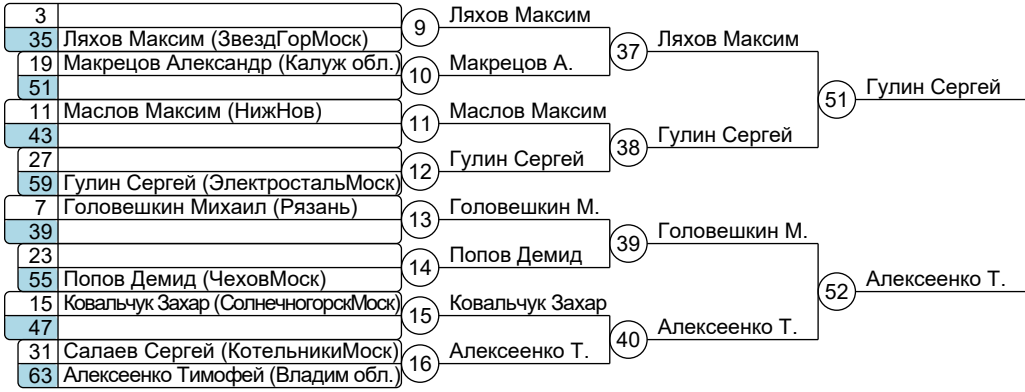 3
35 Ляхов Максим (ЗвездГорМоск)
19 Макрецов Александр (Калуж обл.)
51
11 Маслов Максим (НижНов)
43
27
59 Гулин Сергей (ЭлектростальМоск)
7 Головешкин Михаил (Рязань)
39
23
55 Попов Демид (ЧеховМоск)
15 Ковальчук Захар (СолнечногорскМоск)
47
31 Салаев Сергей (КотельникиМоск)
63 Алексеенко Тимофей (Владим обл.)
9 Ляхов Максим
10 Макрецов А.
11 Маслов Максим
12 Гулин Сергей
13 Головешкин М.
14 Попов Демид
15 Ковальчук Захар
16 Алексеенко Т.
37 Ляхов Максим
38 Гулин Сергей
39 Головешкин М.
40 Алексеенко Т.
51 Гулин Сергей
52 Алексеенко Т.